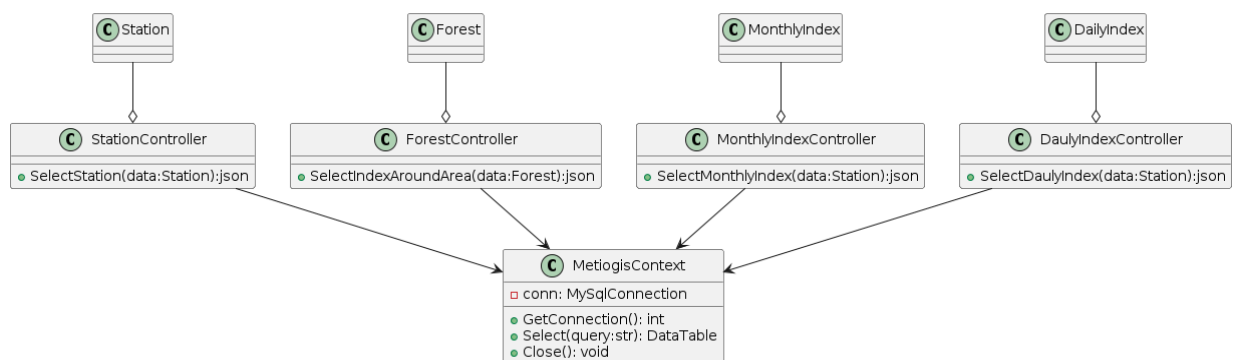 C Station
C Forest
C MonthlyIndex
C DailyIndex
C StationController
SelectStation(data:Station):json
C ForestController
SelectIndexAroundArea(data:Forest):json
C MonthlyIndexController
SelectMonthlyIndex(data:Station):json
C DaulyIndexController
SelectDaulyIndex(data:Station):json
C MetiogisContext
conn: MySqlConnection
GetConnection(): int
Select(query:str): DataTable
Close(): void